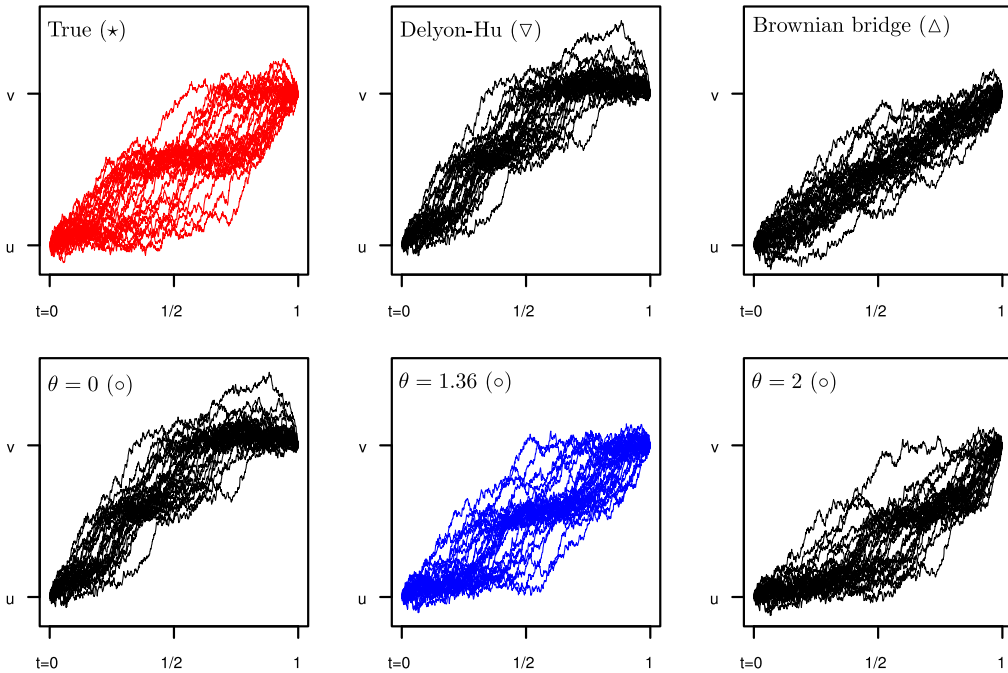 True (⋆)
v
u
t=0 1/2 1
Delyon-Hu (▽)
v
u
t=0 1/2 1
Brownian bridge (△)
v
u
t=0 1/2 1
θ = 0 (∘)
v
u
t=0 1/2 1
θ = 1.36 (∘)
v
u
t=0 1/2 1
θ = 2 (∘)
v
u
t=0 1/2 1